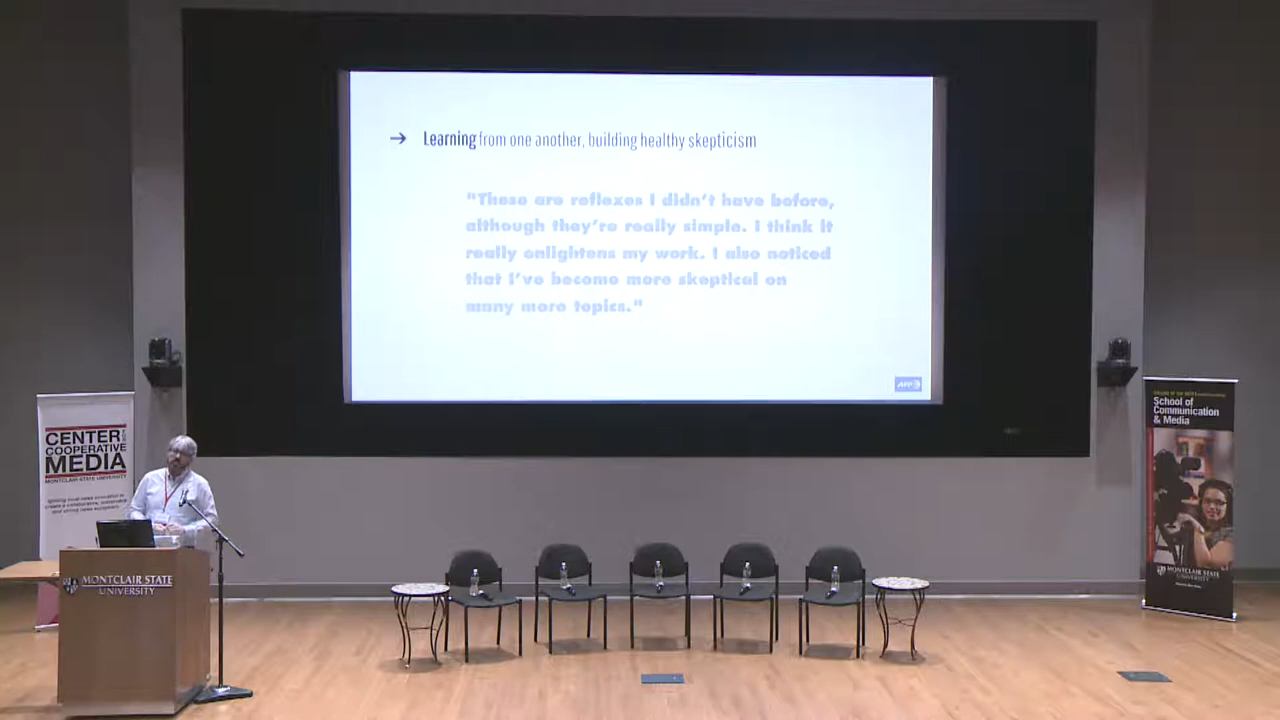 → Learning from one another, building healthy skepticism
"These are reflexes I didn't have before,
although they're really simple. I think it
really enlightens my work. I also noticed
that I've become more skeptical on
many more topics."
AFP
CENTER FOR
COOPERATIVE
MEDIA
MONTCLAIR STATE UNIVERSITY
MONTCLAIR STATE
UNIVERSITY
School of
Communication
& Media
MONTCLAIR STATE
UNIVERSITY